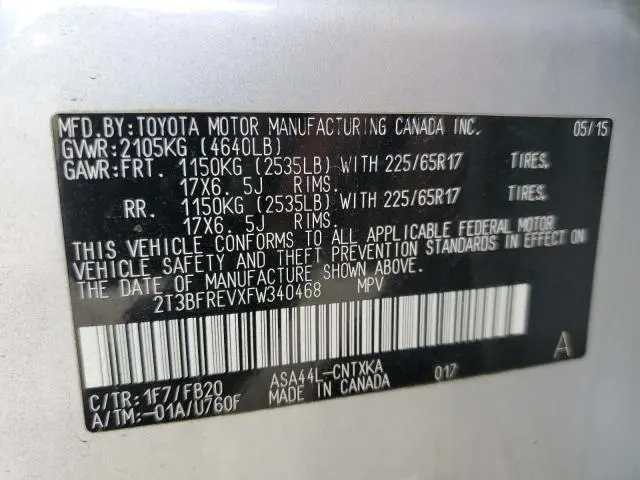 MFD.BY:TOYOTA MOTOR MANUFACTURING CANADA INC. 05/15
GVWR:2105KG (4640LB)
GAWR:FRT. 1150KG (2535LB) WITH 225/65R17 TIRES.
17X6. 5J RIMS.
RR. 1150KG (2535LB) WITH 225/65R17 TIRES.
17X6. 5J RIMS.
THIS VEHICLE CONFORMS TO ALL APPLICABLE FEDERAL MOTOR
VEHICLE SAFETY AND THEFT PREVENTION STANDARDS IN EFFECT ON
THE DATE OF MANUFACTURE SHOWN ABOVE.
2T3BFREVXFW340468 MPV
A
C/TR:1F7/FB20 ASA44L-CNTXKA 017
A/TM:-01A/U760F MADE IN CANADA